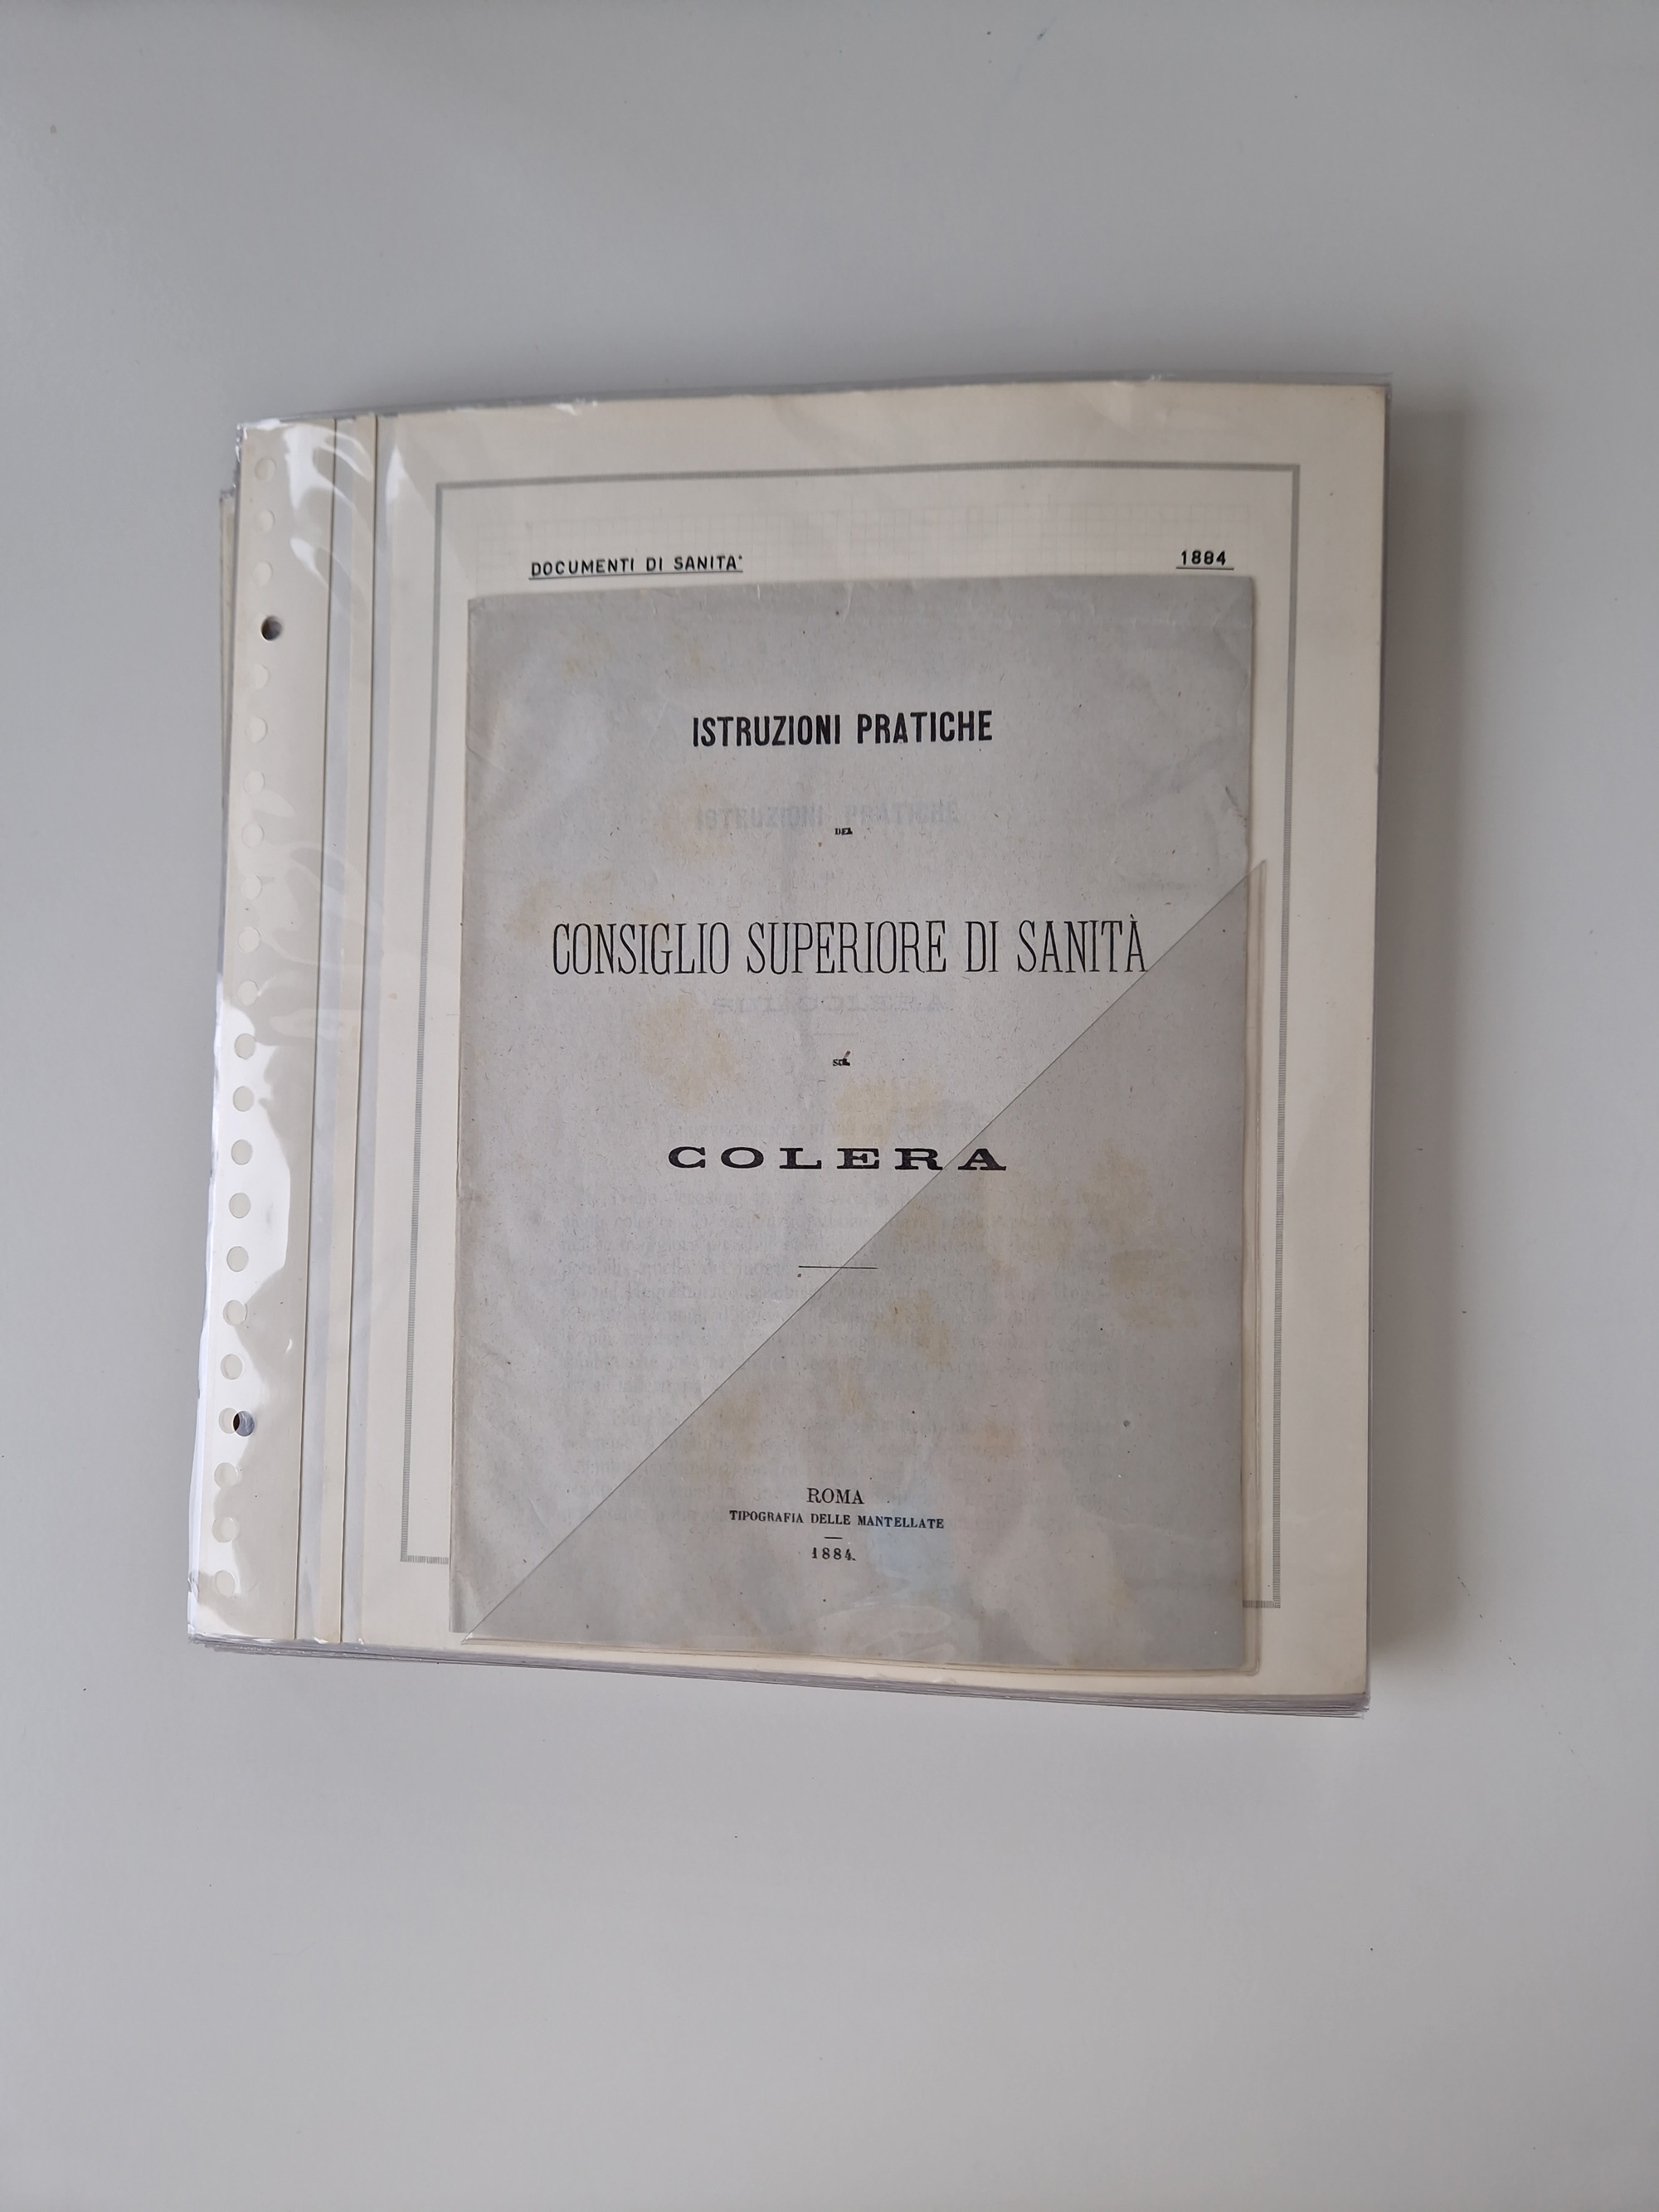 DOCUMENTI DI SANITA'
1884
ISTRUZIONI PRATICHE
DEL
CONSIGLIO SUPERIORE DI SANITÀ
SUL
COLERA
ROMA
TIPOGRAFIA DELLE MANTELLATE
1884.